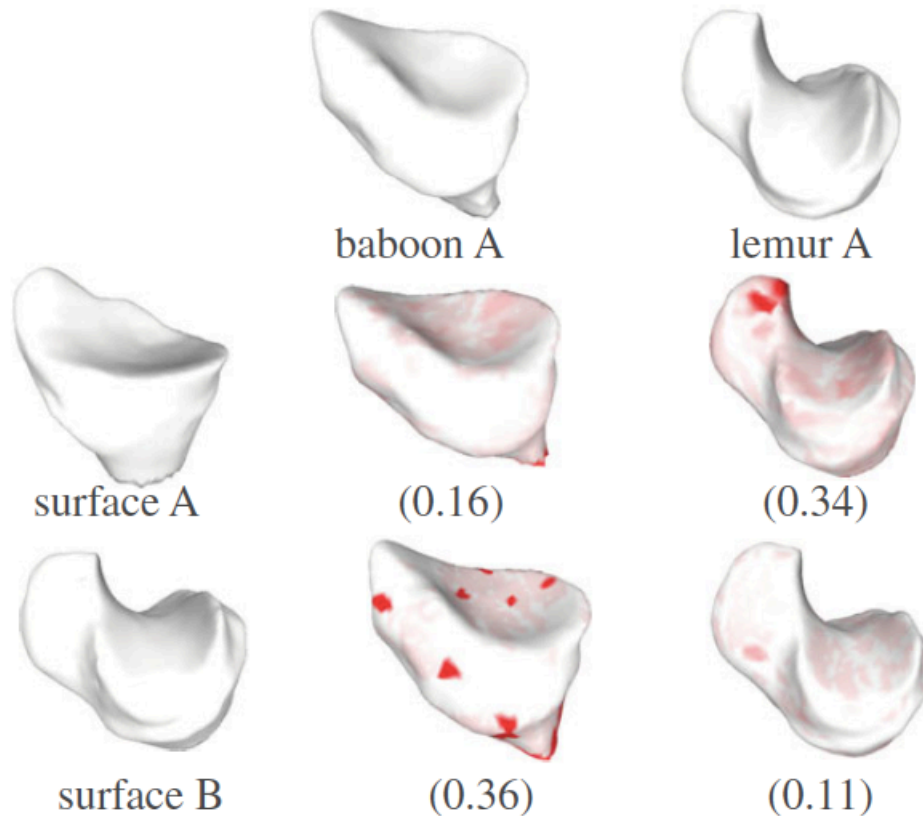 baboon A
lemur A
surface A
(0.16)
(0.34)
surface B
(0.36)
(0.11)